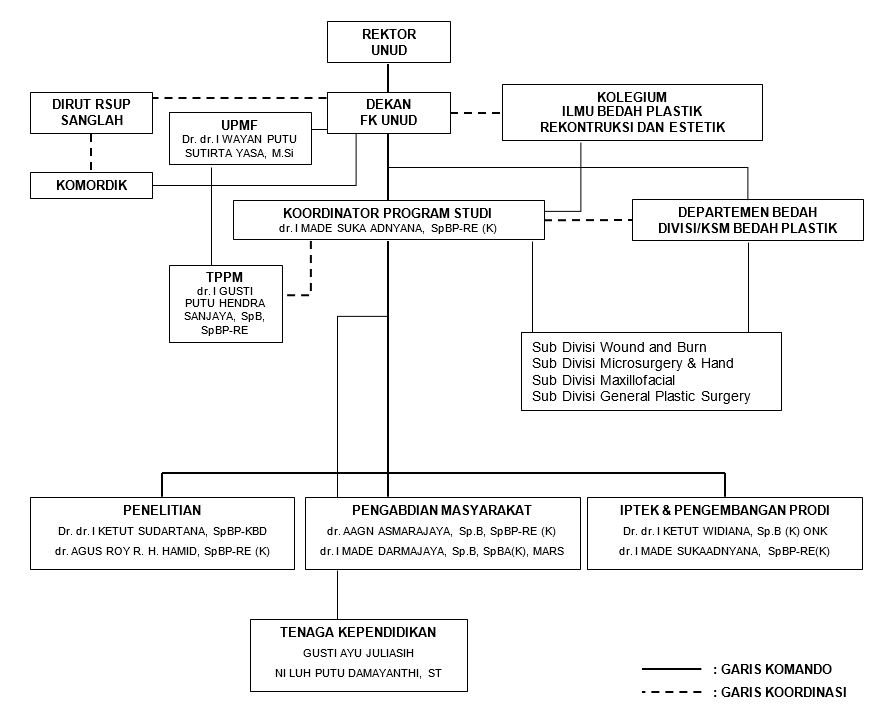 REKTOR
UNUD
DIRUT RSUP
SANGLAH
DEKAN
FK UNUD
KOLEGIUM
ILMU BEDAH PLASTIK
REKONTRUKSI DAN ESTETIK
UPMF
Dr. dr. I WAYAN PUTU
SUTIRTA YASA, M.Si
KOMORDIK
KOORDINATOR PROGRAM STUDI
dr. I MADE SUKA ADNYANA, SpBP-RE (K)
DEPARTEMEN BEDAH
DIVISI/KSM BEDAH PLASTIK
TPPM
dr. I GUSTI
PUTU HENDRA
SANJAYA, SpB,
SpBP-RE
Sub Divisi Wound and Burn
Sub Divisi Microsurgery & Hand
Sub Divisi Maxillofacial
Sub Divisi General Plastic Surgery
PENELITIAN
Dr. dr. I KETUT SUDARTANA, SpBP-KBD
dr. AGUS ROY R. H. HAMID, SpBP-RE (K)
PENGABDIAN MASYARAKAT
dr. AAGN ASMARAJAYA, Sp.B, SpBP-RE (K)
dr. I MADE DARMAJAYA, Sp.B, SpBA(K), MARS
IPTEK & PENGEMBANGAN PRODI
Dr. dr. I KETUT WIDIANA, Sp.B (K) ONK
dr. I MADE SUKAADNYANA, SpBP-RE(K)
TENAGA KEPENDIDIKAN
GUSTI AYU JULIASIH
NI LUH PUTU DAMAYANTHI, ST
: GARIS KOMANDO
: GARIS KOORDINASI